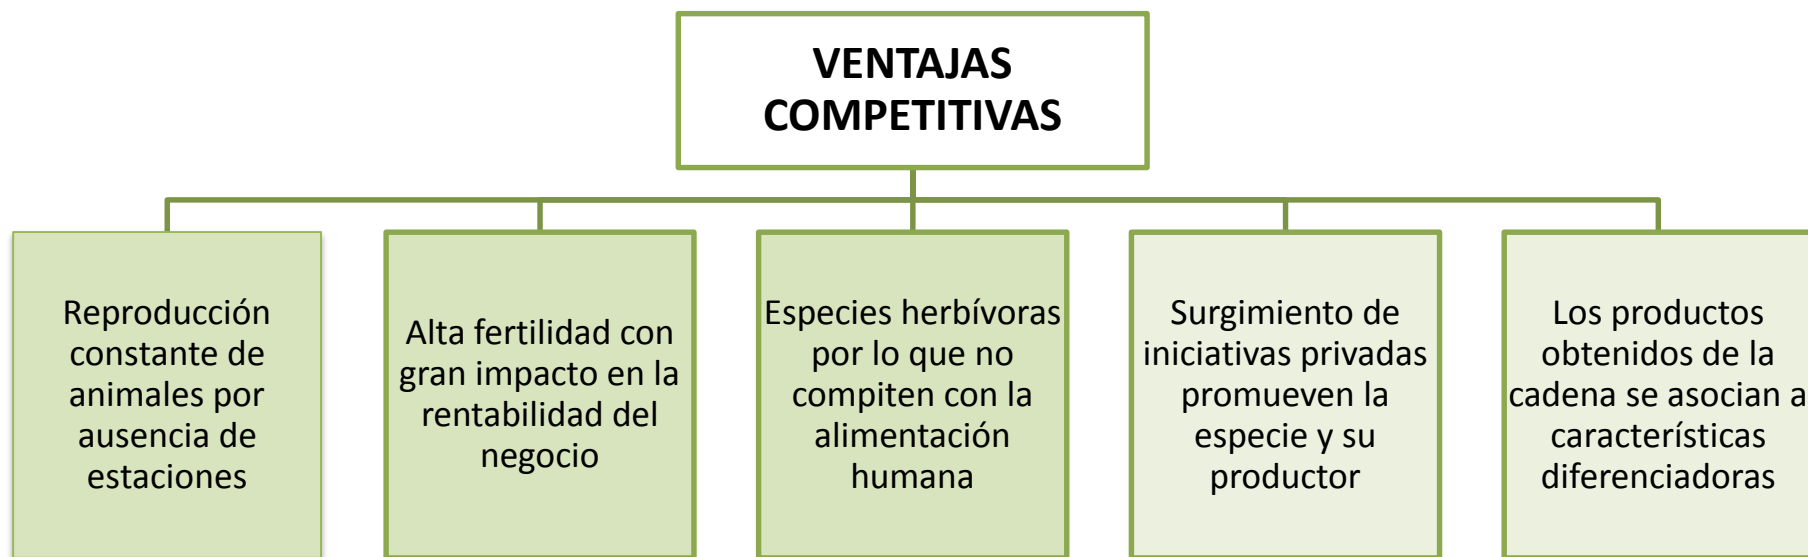 VENTAJAS
COMPETITIVAS
Reproducción
constante de
animales por
ausencia de
estaciones
Alta fertilidad con
gran impacto en la
rentabilidad del
negocio
Especies herbívoras
por lo que no
compiten con la
alimentación
humana
Surgimiento de
iniciativas privadas
promueven la
especie y su
productor
Los productos
obtenidos de la
cadena se asocian a
características
diferenciadoras